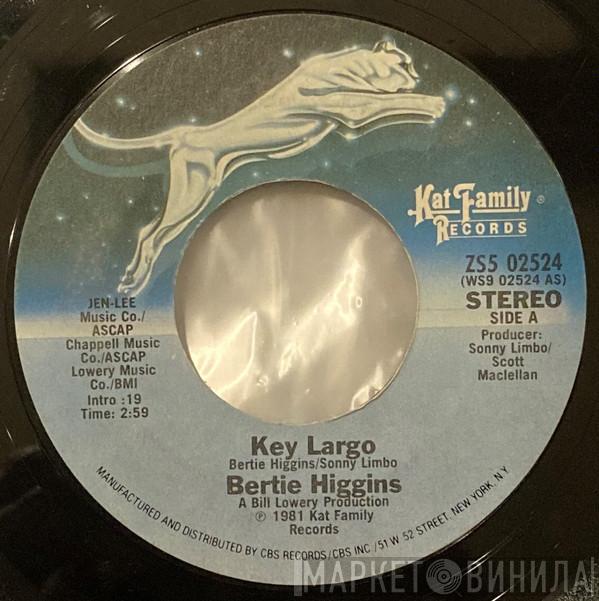 Kat Family ®
RECORDS
ZS5 02524
(WS9 02524 AS)
STEREO
SIDE A
Producer:
Sonny Limbo/
Scott
Maclellan
JEN-LEE
Music Co./
ASCAP
Chappell Music
Co./ASCAP
Lowery Music
Co./BMI
Intro :19
Time: 2:59
Key Largo
Bertie Higgins/Sonny Limbo
Bertie Higgins
A Bill Lowery Production
℗ 1981 Kat Family
Records
MANUFACTURED AND DISTRIBUTED BY CBS RECORDS/CBS INC./51 W 52 STREET, NEW YORK, N.Y.
МАРКЕТ ВИНИЛА